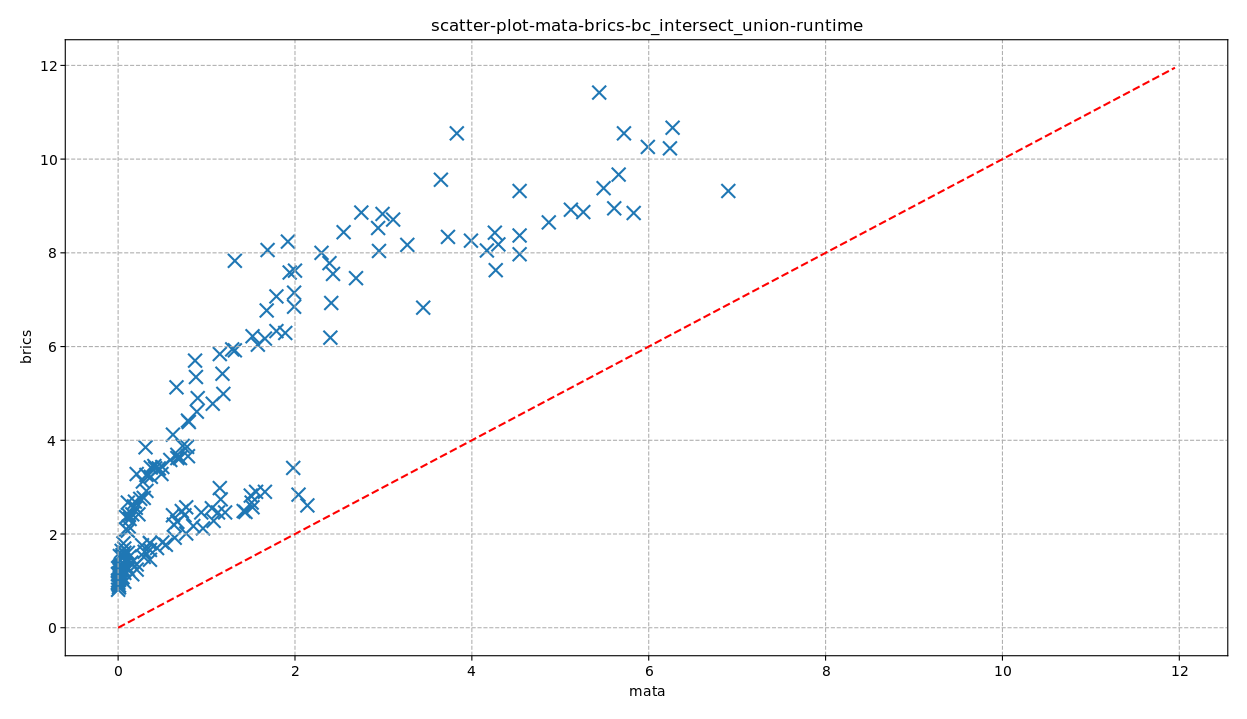 scatter-plot-mata-brics-bc_intersect_union-runtime
12
10
8
6
4
2
0
brics
0 2 4 6 8 10 12
mata